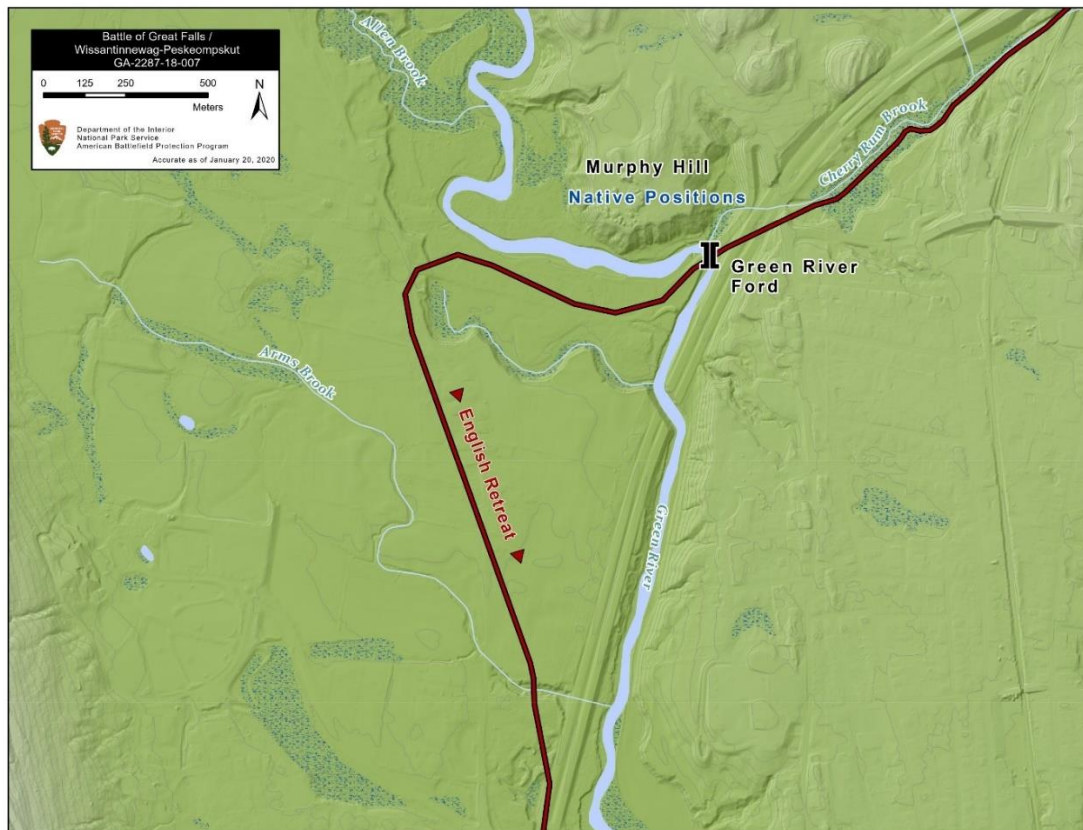 Battle of Great Falls /
Wissantinnewag-Peskeompskut
GA-2287-18-007
0 125 250 500
Meters
N
Department of the Interior
National Park Service
American Battlefield Protection Program
Accurate as of January 20, 2020
Allen Brook
Murphy Hill
Native Positions
Cherry Rum Brook
Green River
Ford
Arms Brook
English Retreat
Green River